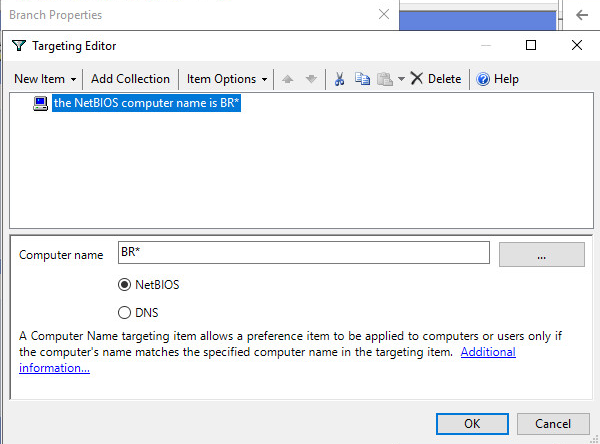 Branch Properties
Targeting Editor
New Item Add Collection Item Options Delete Help
the NetBIOS computer name is BR*
Computer name BR* ...
NetBIOS
DNS
A Computer Name targeting item allows a preference item to be applied to computers or users only if
the computer's name matches the specified computer name in the targeting item. Additional
information...
OK Cancel